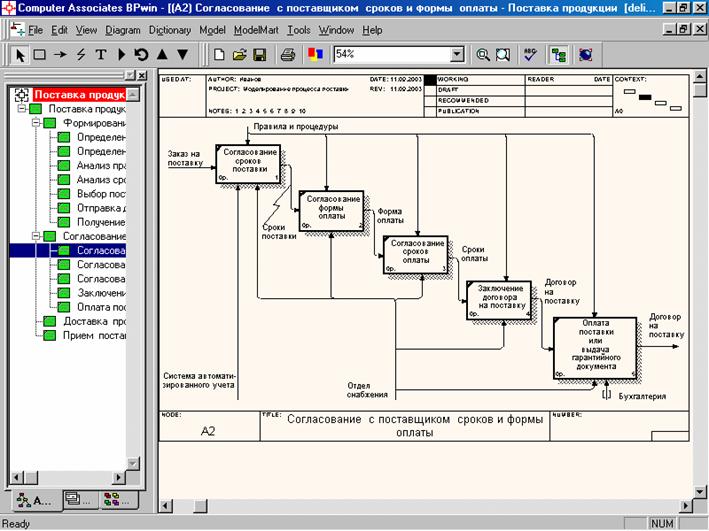 Computer Associates BPwin - [(A2) Согласование с поставщиком сроков и формы оплаты - Поставка продукции [deli
File Edit View Diagram Dictionary Model ModelMart Tools Window Help
54%
Поставка продук
Поставка продук
Формировани
Определен
Определен
Анализ пра
Анализ сро
Выбор пос
Отправка д
Получение
Согласование
Согласова
Согласова
Согласова
Заключени
Оплата пос
Доставка про
Прием постав
A...
USED AT:
AUTHOR: Иванов
DATE: 11.09.2003
WORKING
READER
DATE
CONTEXT:
PROJECT: Моделирование процесса поставки
REV: 11.09.2003
DRAFT
RECOMMENDED
NOTES: 1 2 3 4 5 6 7 8 9 10
PUBLICATION
A0
Правила и процедуры
Заказ на
поставку
Согласование
сроков
поставки
0р.
1
Сроки
поставки
Согласование
формы
оплаты
0р.
2
Форма
оплаты
Согласование
сроков
оплаты
0р.
3
Сроки
оплаты
Заключение
договора
на поставку
0р.
4
Договор
на
поставку
Оплата
поставки
или
выдача
гарантийного
документа
0р.
5
Договор
на
поставку
Система автомати-
зированного учета
Отдел
снабжения
Бухгалтерия
NODE:
TITLE:
NUMBER:
A2
Согласование с поставщиком сроков и формы
оплаты
Ready
NUM